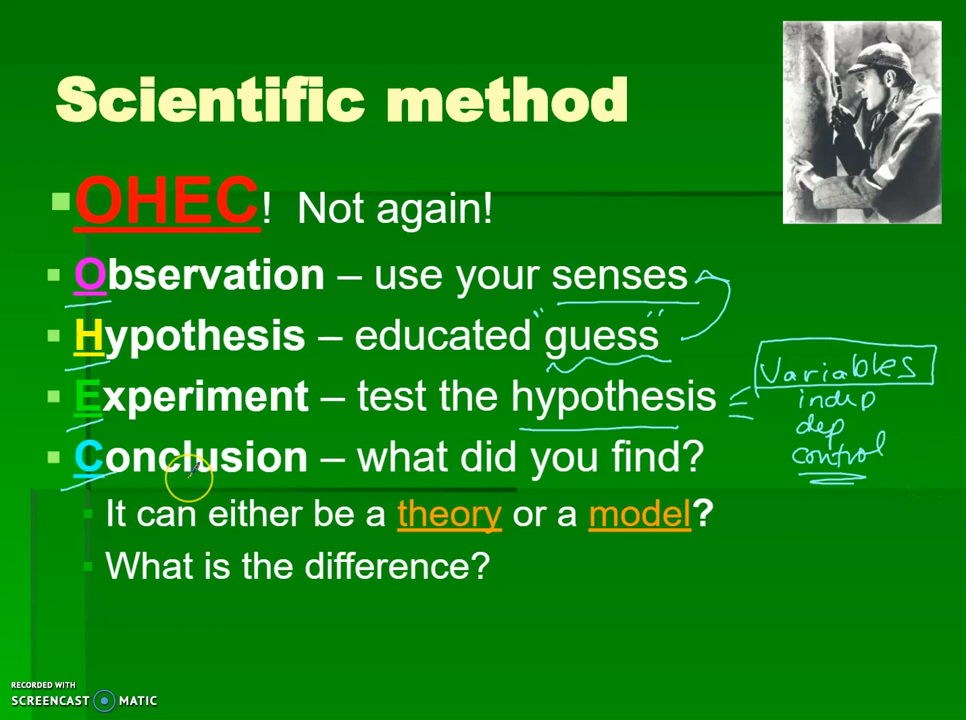 Scientific method
OHEC! Not again!
Observation – use your senses
Hypothesis – educated "guess"
Experiment – test the hypothesis
Variables
indep
dep
control
Conclusion – what did you find?
It can either be a theory or a model?
What is the difference?
RECORDED WITH
SCREENCAST MATIC